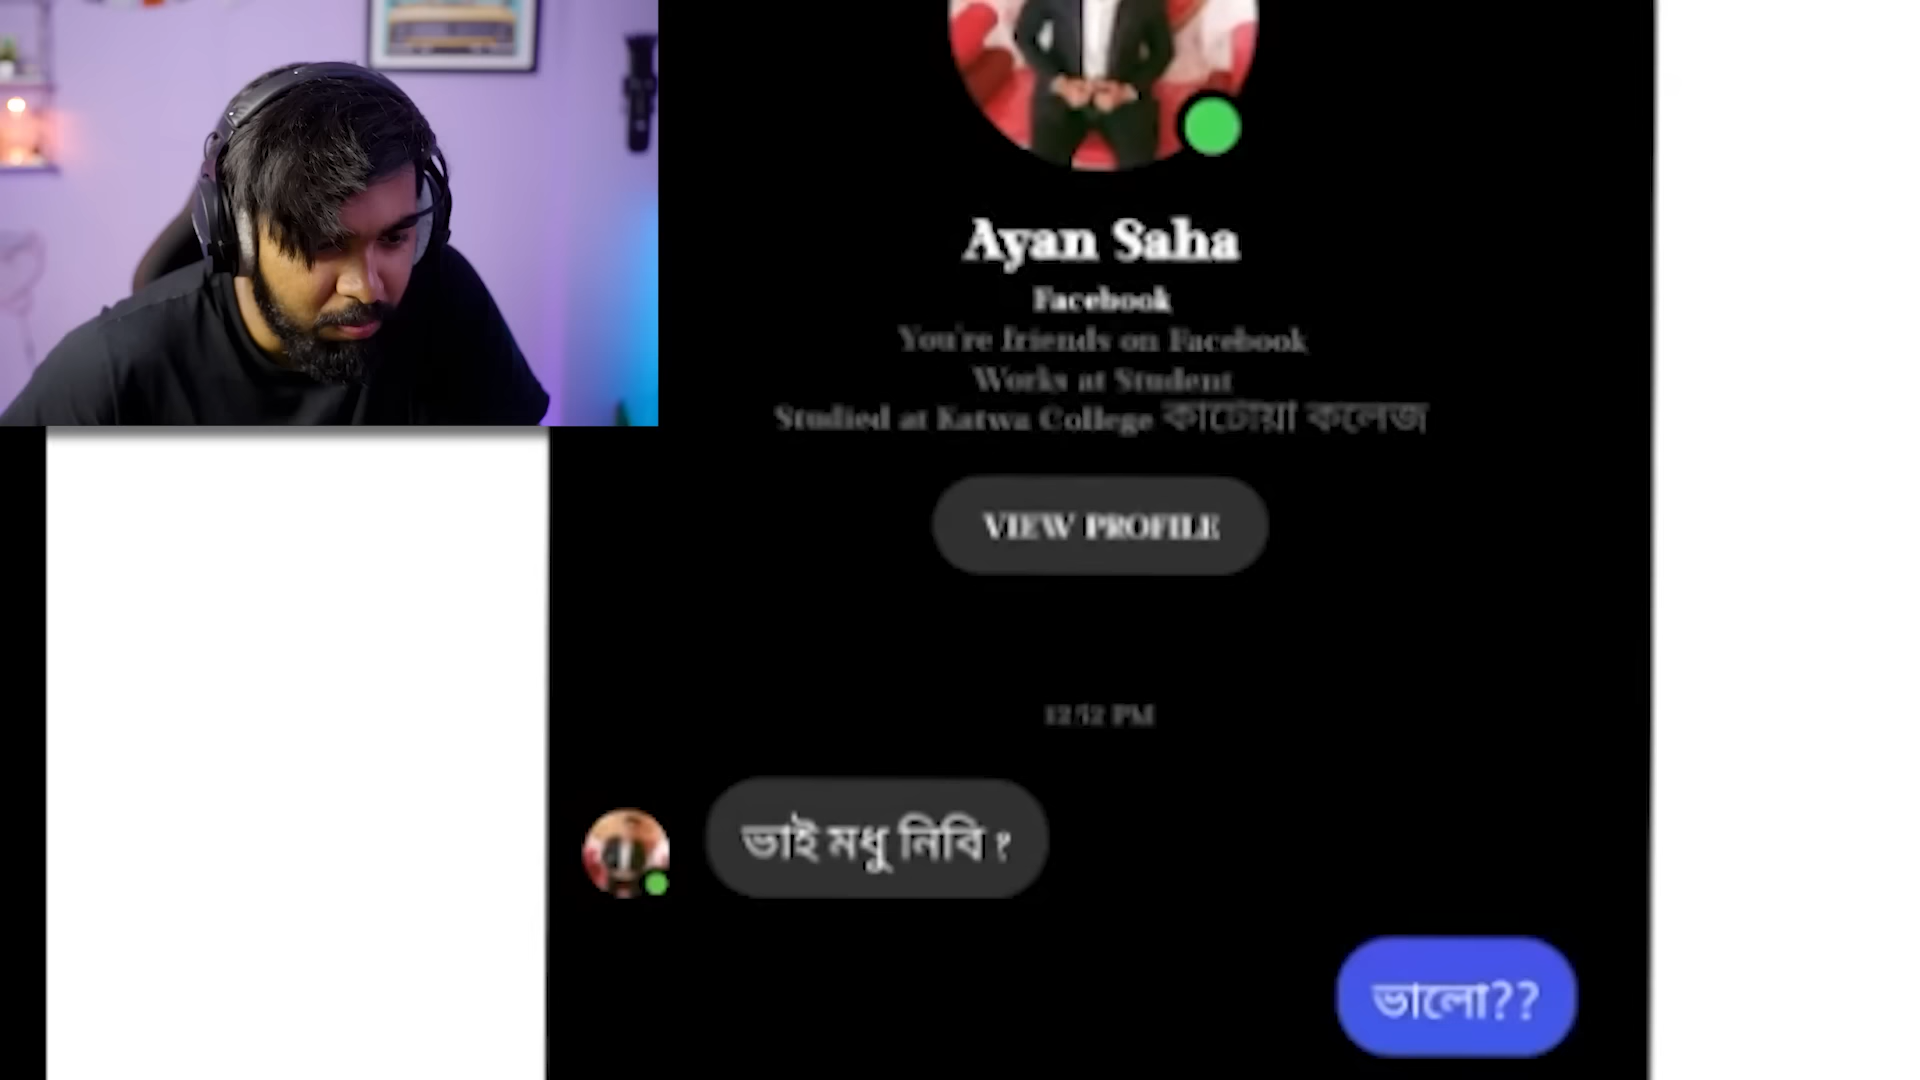 Ayan Saha
Facebook
You're friends on Facebook
Works at Student
Studied at Katwa College কাটোয়া কলেজ
VIEW PROFILE
12:52 PM
ভাই মধু নিবি ?
ভালো??